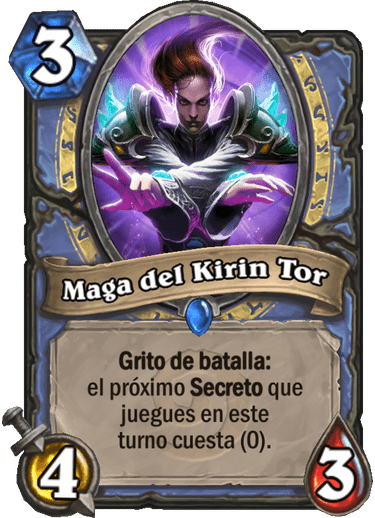 3
Maga del Kirin Tor
Grito de batalla:
el próximo Secreto que
juegues en este
turno cuesta (0).
4
3